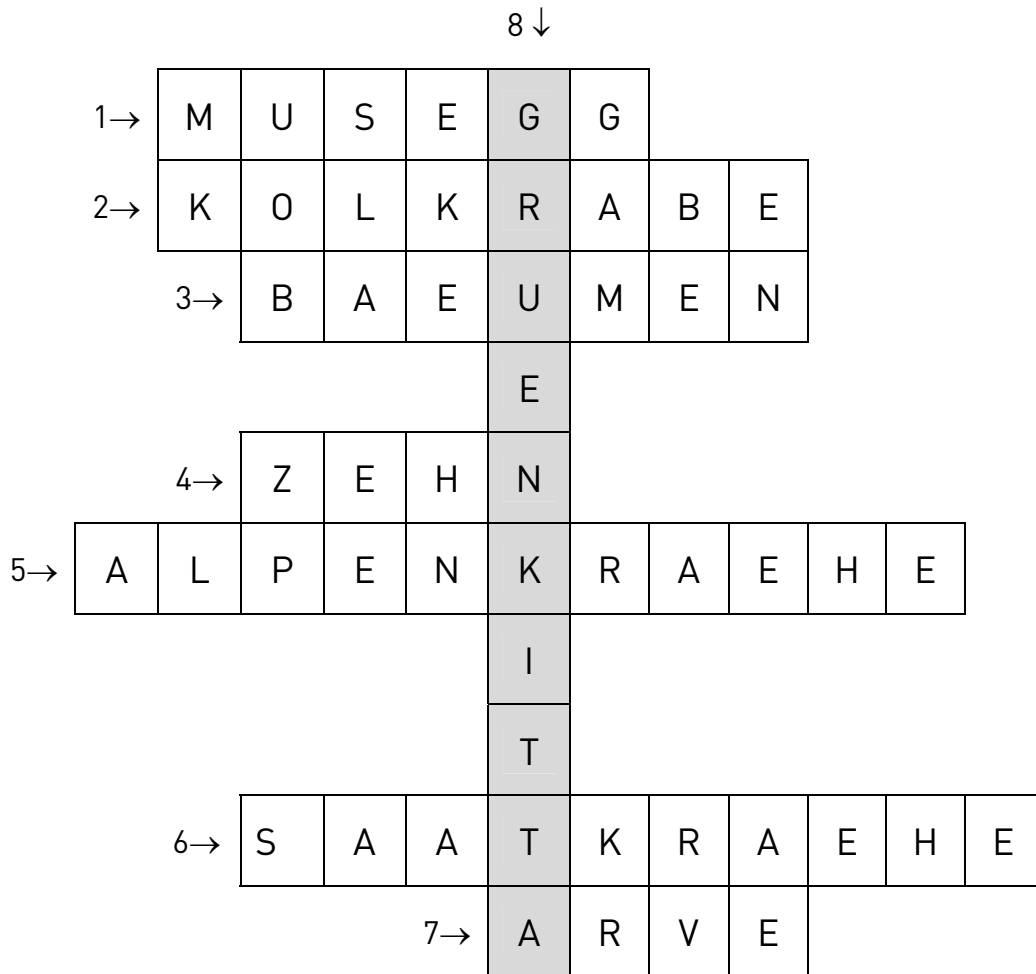 8 ↓
1→ M U S E G G
2→ K O L K R A B E
3→ B A E U M E N
E
4→ Z E H N
5→ A L P E N K R A E H E
I
T
6→ S A A T K R A E H E
7→ A R V E